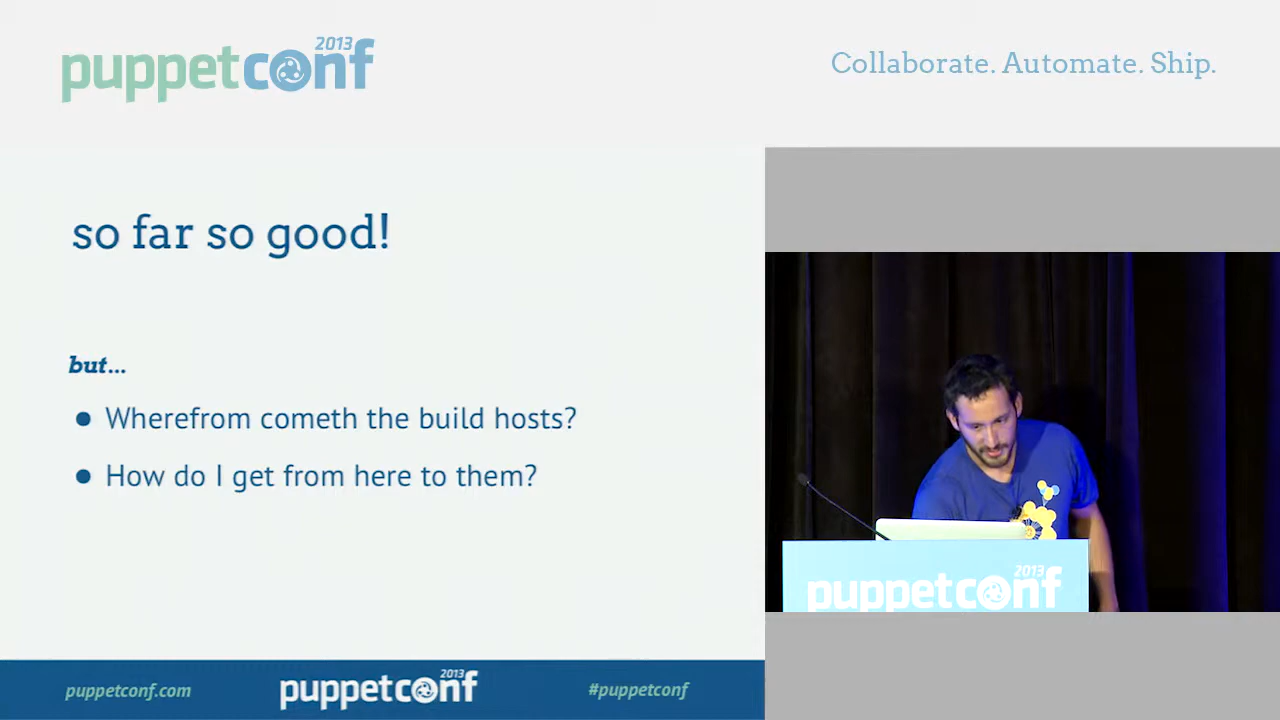 puppetconf 2013
Collaborate. Automate. Ship.
so far so good!
but...
● Wherefrom cometh the build hosts?
● How do I get from here to them?
puppetconf 2013
puppetconf.com
puppetconf 2013
#puppetconf